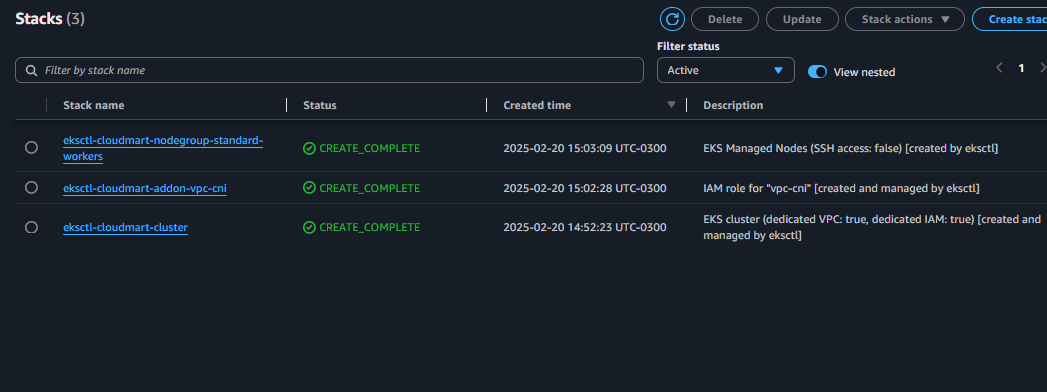 Stacks (3)
Delete
Update
Stack actions
Create stac
Filter status
Filter by stack name
Active
View nested
1
Stack name
Status
Created time
Description
eksctl-cloudmart-nodegroup-standard-
workers
CREATE_COMPLETE
2025-02-20 15:03:09 UTC-0300
EKS Managed Nodes (SSH access: false) [created by eksctl]
eksctl-cloudmart-addon-vpc-cni
CREATE_COMPLETE
2025-02-20 15:02:28 UTC-0300
IAM role for "vpc-cni" [created and managed by eksctl]
eksctl-cloudmart-cluster
CREATE_COMPLETE
2025-02-20 14:52:23 UTC-0300
EKS cluster (dedicated VPC: true, dedicated IAM: true) [created and
managed by eksctl]